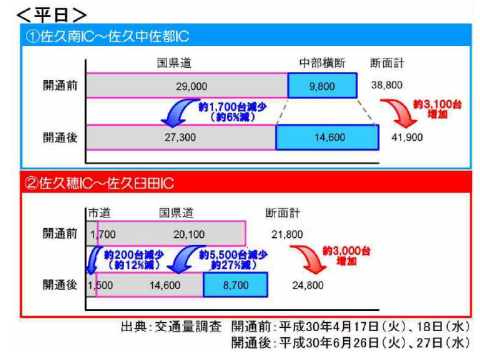 ＜平日＞
①佐久南IC～佐久中佐都IC
国県道 中部横断 断面計
開通前 29,000 9,800 38,800
約1,700台減少
(約6%減)
約3,100台
増加
開通後 27,300 14,600 41,900
②佐久穂IC～佐久臼田IC
市道 国県道 断面計
開通前 1,700 20,100 21,800
約200台減少
(約12%減)
約5,500台減少
(約27%減)
約3,000台
増加
開通後 1,500 14,600 8,700 24,800
出典：交通量調査 開通前：平成30年4月17日(火)、18日(水)
開通後：平成30年6月26日(火)、27日(水)